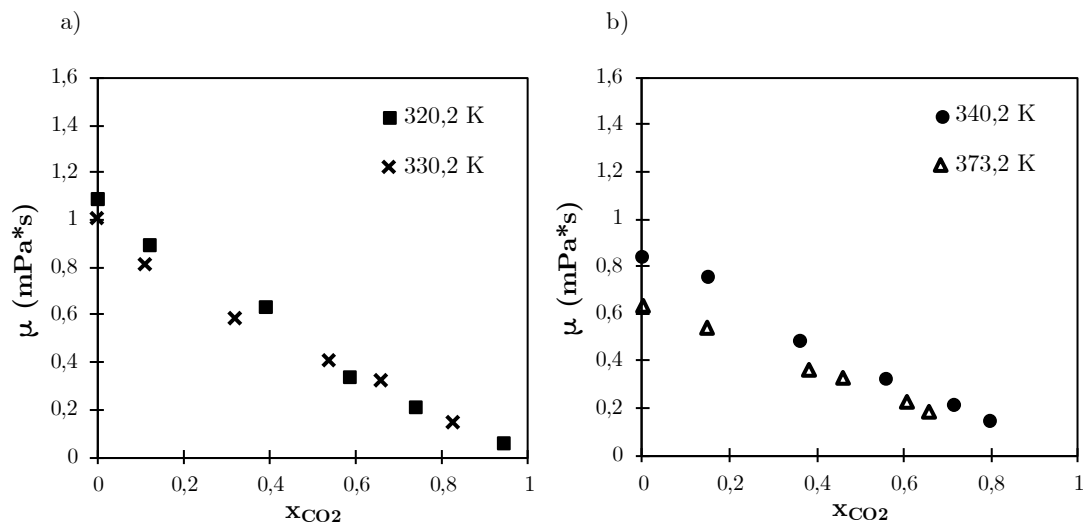 a)
1,6
1,4
1,2
1
0,8
0,6
0,4
0,2
0
μ (mPa*s)
320,2 K
330,2 K
0 0,2 0,4 0,6 0,8 1
xCO2
b)
1,6
1,4
1,2
1
0,8
0,6
0,4
0,2
0
μ (mPa*s)
340,2 K
373,2 K
0 0,2 0,4 0,6 0,8 1
xCO2